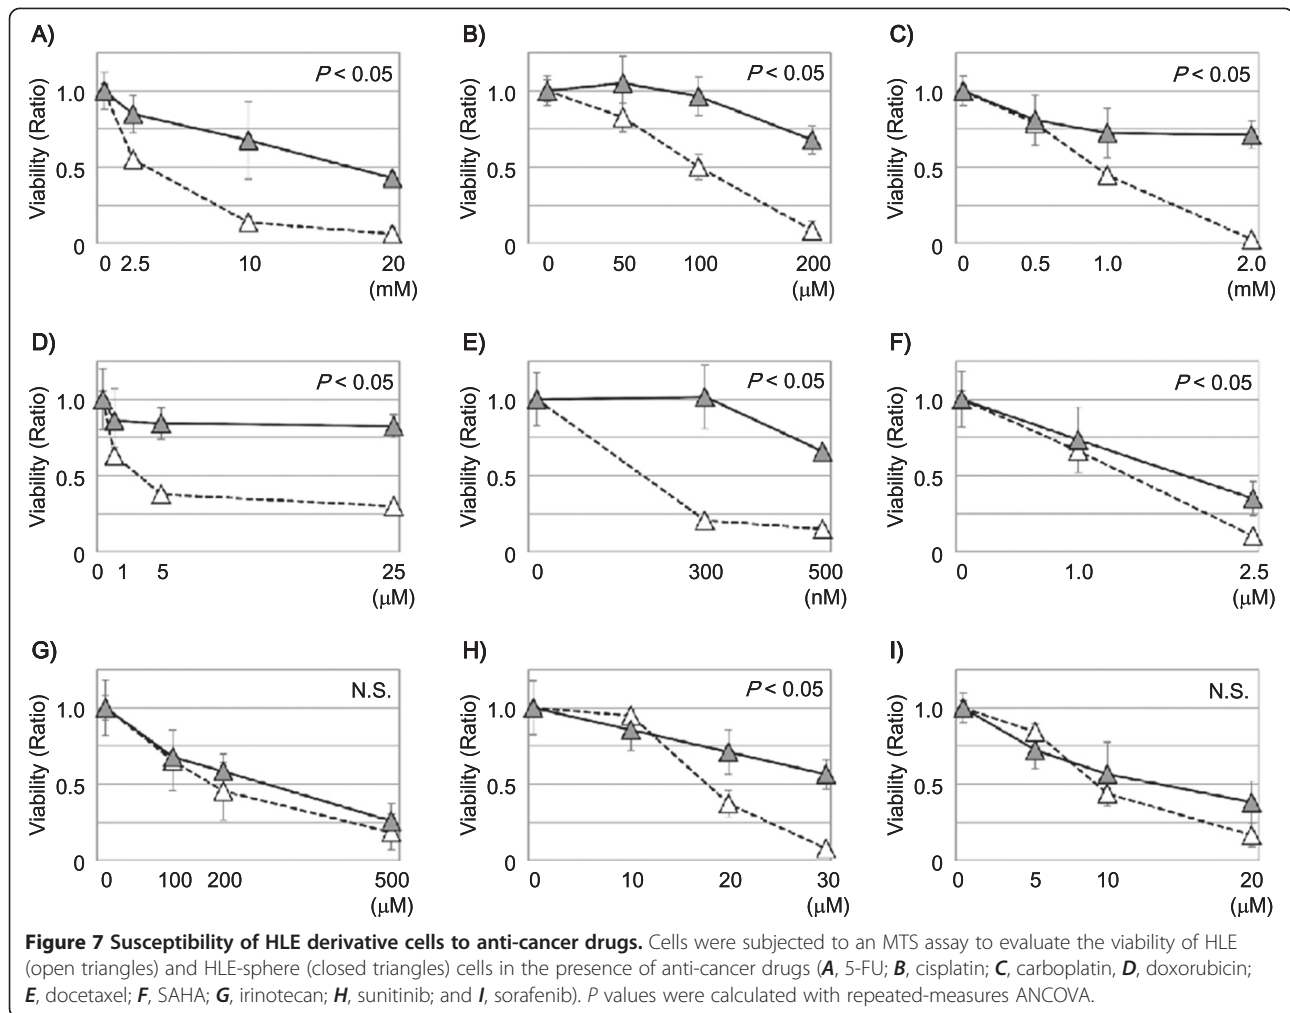 A)
P < 0.05
Viability (Ratio)
1.0
0.5
0
0 2.5 10 20
(mM)
B)
P < 0.05
Viability (Ratio)
1.0
0.5
0
0 50 100 200
(μM)
C)
P < 0.05
Viability (Ratio)
1.0
0.5
0
0 0.5 1.0 2.0
(mM)
D)
P < 0.05
Viability (Ratio)
1.0
0.5
0
0 1 5 25
(μM)
E)
P < 0.05
Viability (Ratio)
1.0
0.5
0
0 300 500
(nM)
F)
P < 0.05
Viability (Ratio)
1.0
0.5
0
0 1.0 2.5
(μM)
G)
N.S.
Viability (Ratio)
1.0
0.5
0
0 100 200 500
(μM)
H)
P < 0.05
Viability (Ratio)
1.0
0.5
0
0 10 20 30
(μM)
I)
N.S.
Viability (Ratio)
1.0
0.5
0
0 5 10 20
(μM)
Figure 7 Susceptibility of HLE derivative cells to anti-cancer drugs. Cells were subjected to an MTS assay to evaluate the viability of HLE
(open triangles) and HLE-sphere (closed triangles) cells in the presence of anti-cancer drugs (A, 5-FU; B, cisplatin; C, carboplatin, D, doxorubicin;
E, docetaxel; F, SAHA; G, irinotecan; H, sunitinib; and I, sorafenib). P values were calculated with repeated-measures ANCOVA.